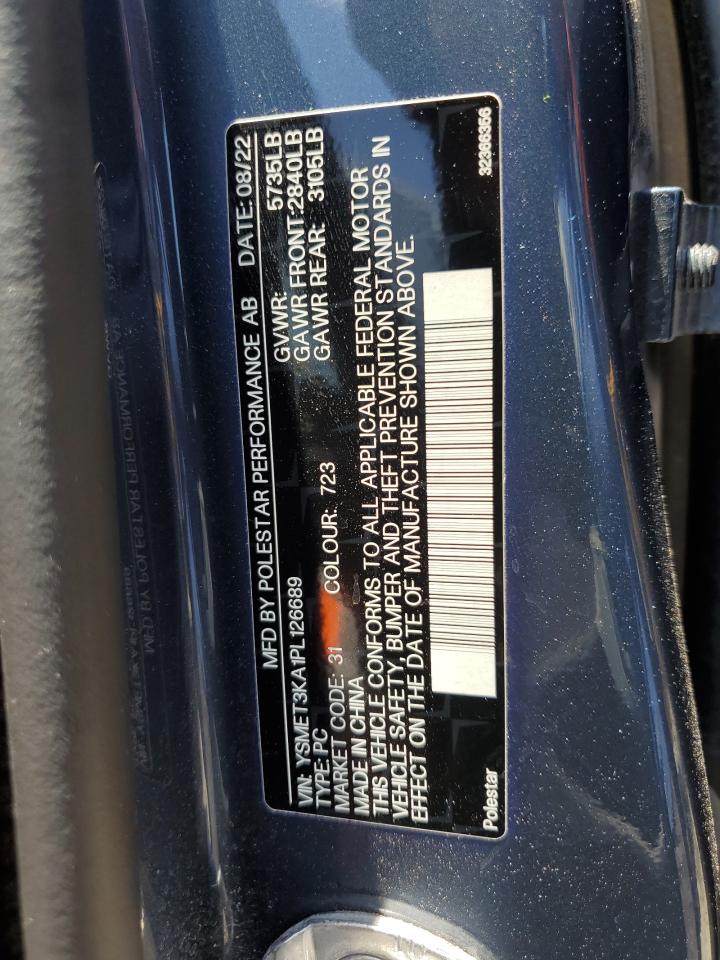 MFD BY POLESTAR PERFORMANCE AB DATE: 08/22
VIN: YSMET3KA1PL126689 GVWR: 5735LB
TYPE: PC GAWR FRONT: 2840LB
MARKET CODE: 31 COLOUR: 723 GAWR REAR: 3105LB
MADE IN CHINA
THIS VEHICLE CONFORMS TO ALL APPLICABLE FEDERAL MOTOR
VEHICLE SAFETY, BUMPER AND THEFT PREVENTION STANDARDS IN
EFFECT ON THE DATE OF MANUFACTURE SHOWN ABOVE.
Polestar 32366356